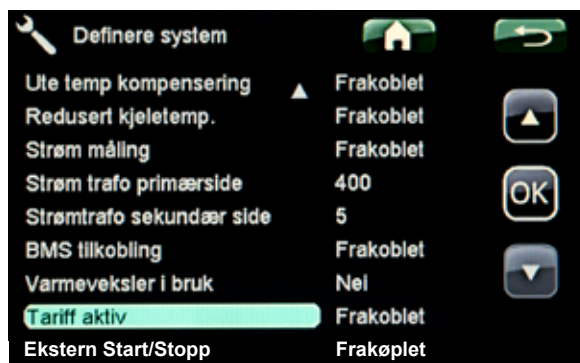 Definere system
Ute temp kompensering Frakoblet
Redusert kjeletemp. Frakoblet
Strøm måling Frakoblet
Strøm trafo primærside 400
Strømtrafo sekundær side 5
BMS tilkobling Frakoblet
Varmeveksler i bruk Nei
Tariff aktiv Frakoblet
Ekstern Start/Stopp Frakøplet
OK